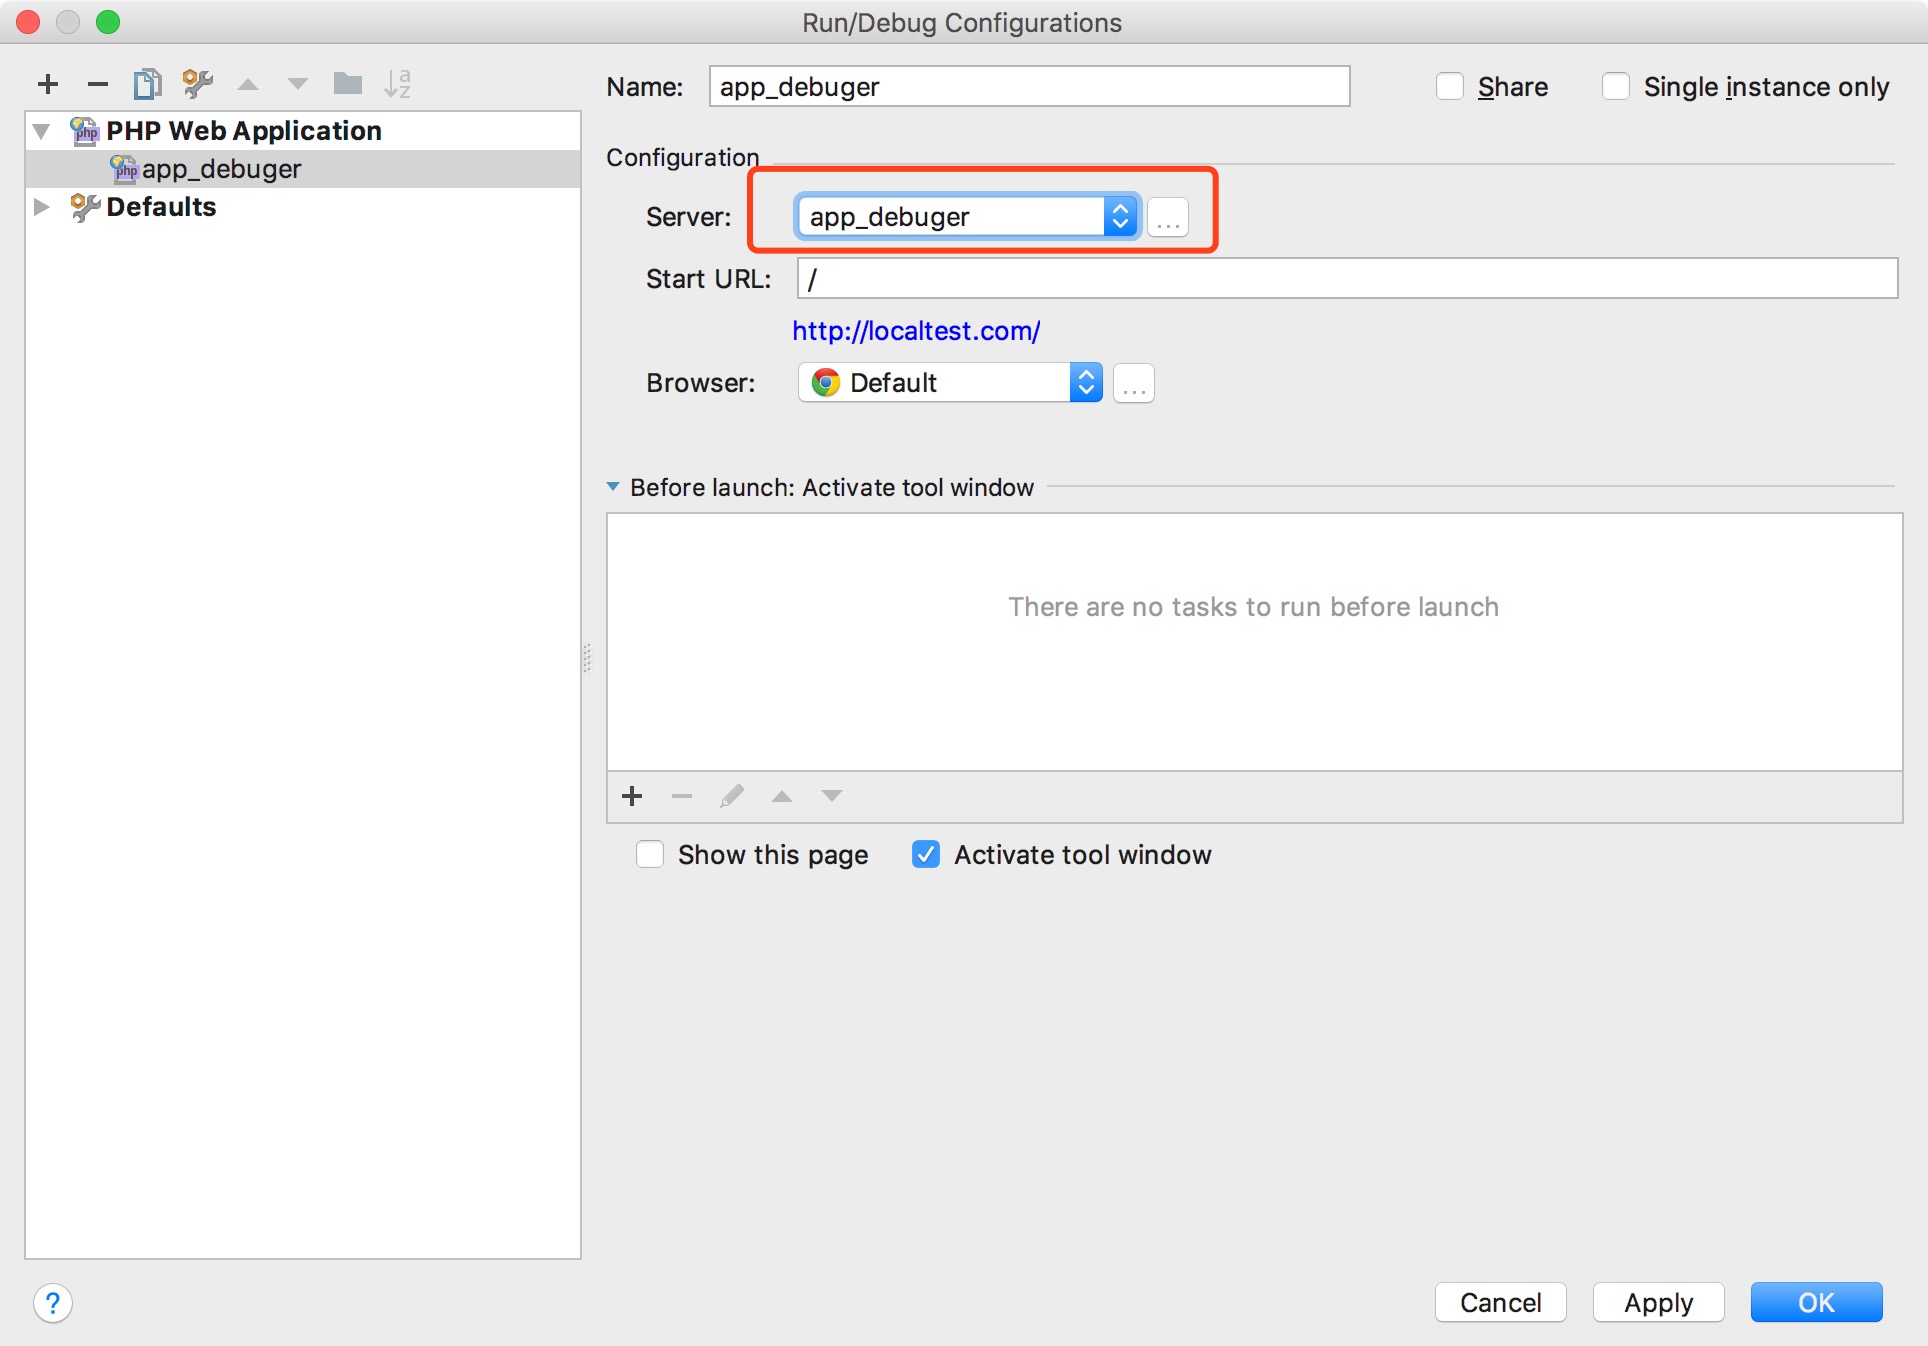 Run/Debug Configurations
Name: app_debuger
Share
Single instance only
PHP Web Application
app_debuger
Defaults
Configuration
Server: app_debuger ...
Start URL: /
http://localtest.com/
Browser: Default ...
Before launch: Activate tool window
There are no tasks to run before launch
Show this page
Activate tool window
? Cancel Apply OK